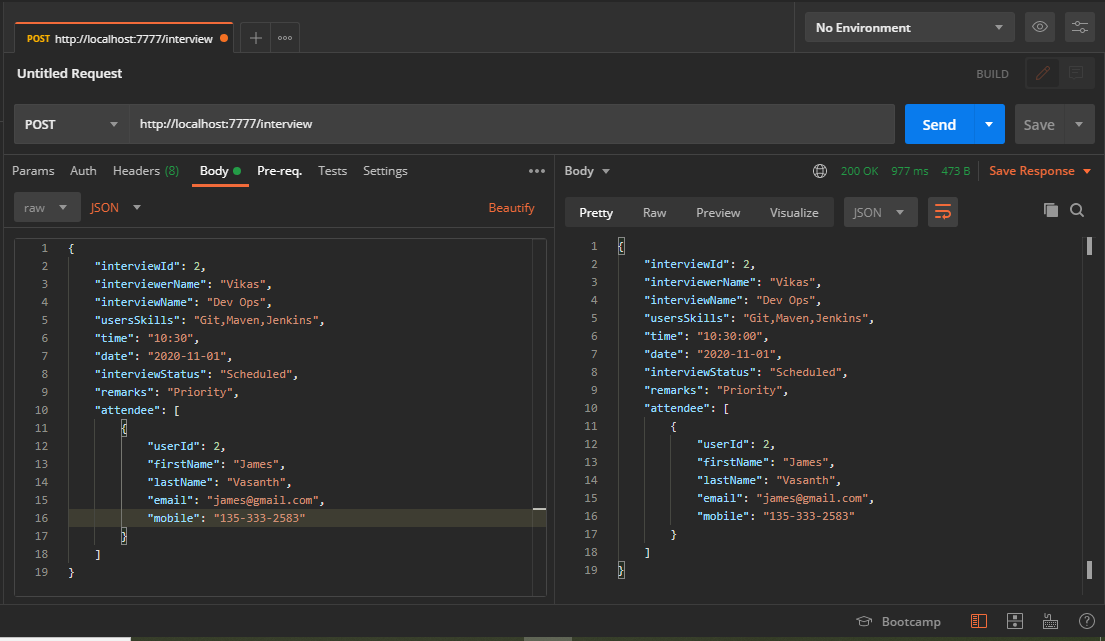 POST http://localhost:7777/interview
No Environment
Untitled Request
BUILD
POST
http://localhost:7777/interview
Send
Save
Params Auth Headers (8) Body Pre-req. Tests Settings
raw JSON Beautify
1 {
2 "interviewId": 2,
3 "interviewerName": "Vikas",
4 "interviewName": "Dev Ops",
5 "usersSkills": "Git,Maven,Jenkins",
6 "time": "10:30",
7 "date": "2020-11-01",
8 "interviewStatus": "Scheduled",
9 "remarks": "Priority",
10 "attendee": [
11 {
12 "userId": 2,
13 "firstName": "James",
14 "lastName": "Vasanth",
15 "email": "james@gmail.com",
16 "mobile": "135-333-2583"
17 }
18 ]
19 }
Body 200 OK 977 ms 473 B Save Response
Pretty Raw Preview Visualize JSON
1 {
2 "interviewId": 2,
3 "interviewerName": "Vikas",
4 "interviewName": "Dev Ops",
5 "usersSkills": "Git,Maven,Jenkins",
6 "time": "10:30:00",
7 "date": "2020-11-01",
8 "interviewStatus": "Scheduled",
9 "remarks": "Priority",
10 "attendee": [
11 {
12 "userId": 2,
13 "firstName": "James",
14 "lastName": "Vasanth",
15 "email": "james@gmail.com",
16 "mobile": "135-333-2583"
17 }
18 ]
19 }
Bootcamp